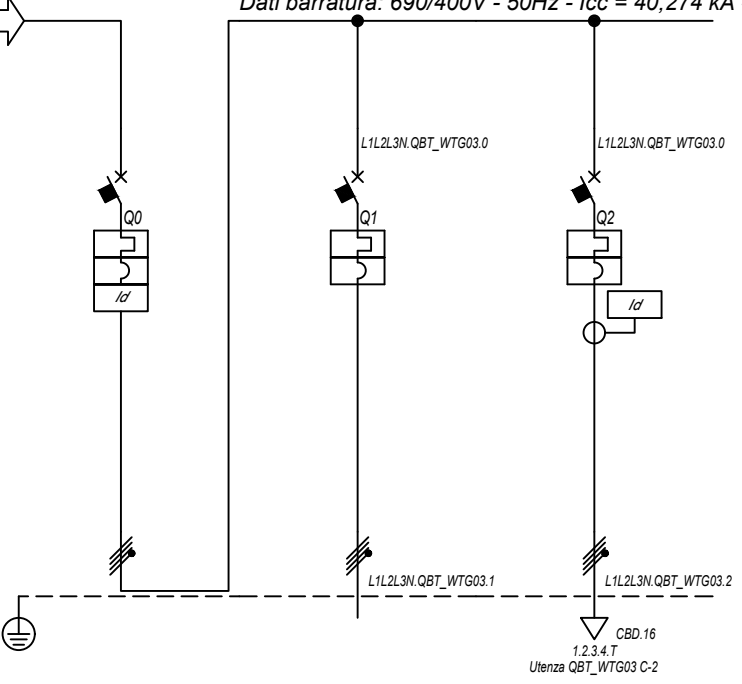 Dati barratura: 690/400V - 50Hz - Icc = 40,274 kA
L1L2L3N.QBT_WTG03.0
L1L2L3N.QBT_WTG03.0
Q0
Q1
Q2
Id
Id
L1L2L3N.QBT_WTG03.1
L1L2L3N.QBT_WTG03.2
CBD.16
1.2.3.4.T
Utenza QBT_WTG03 C-2